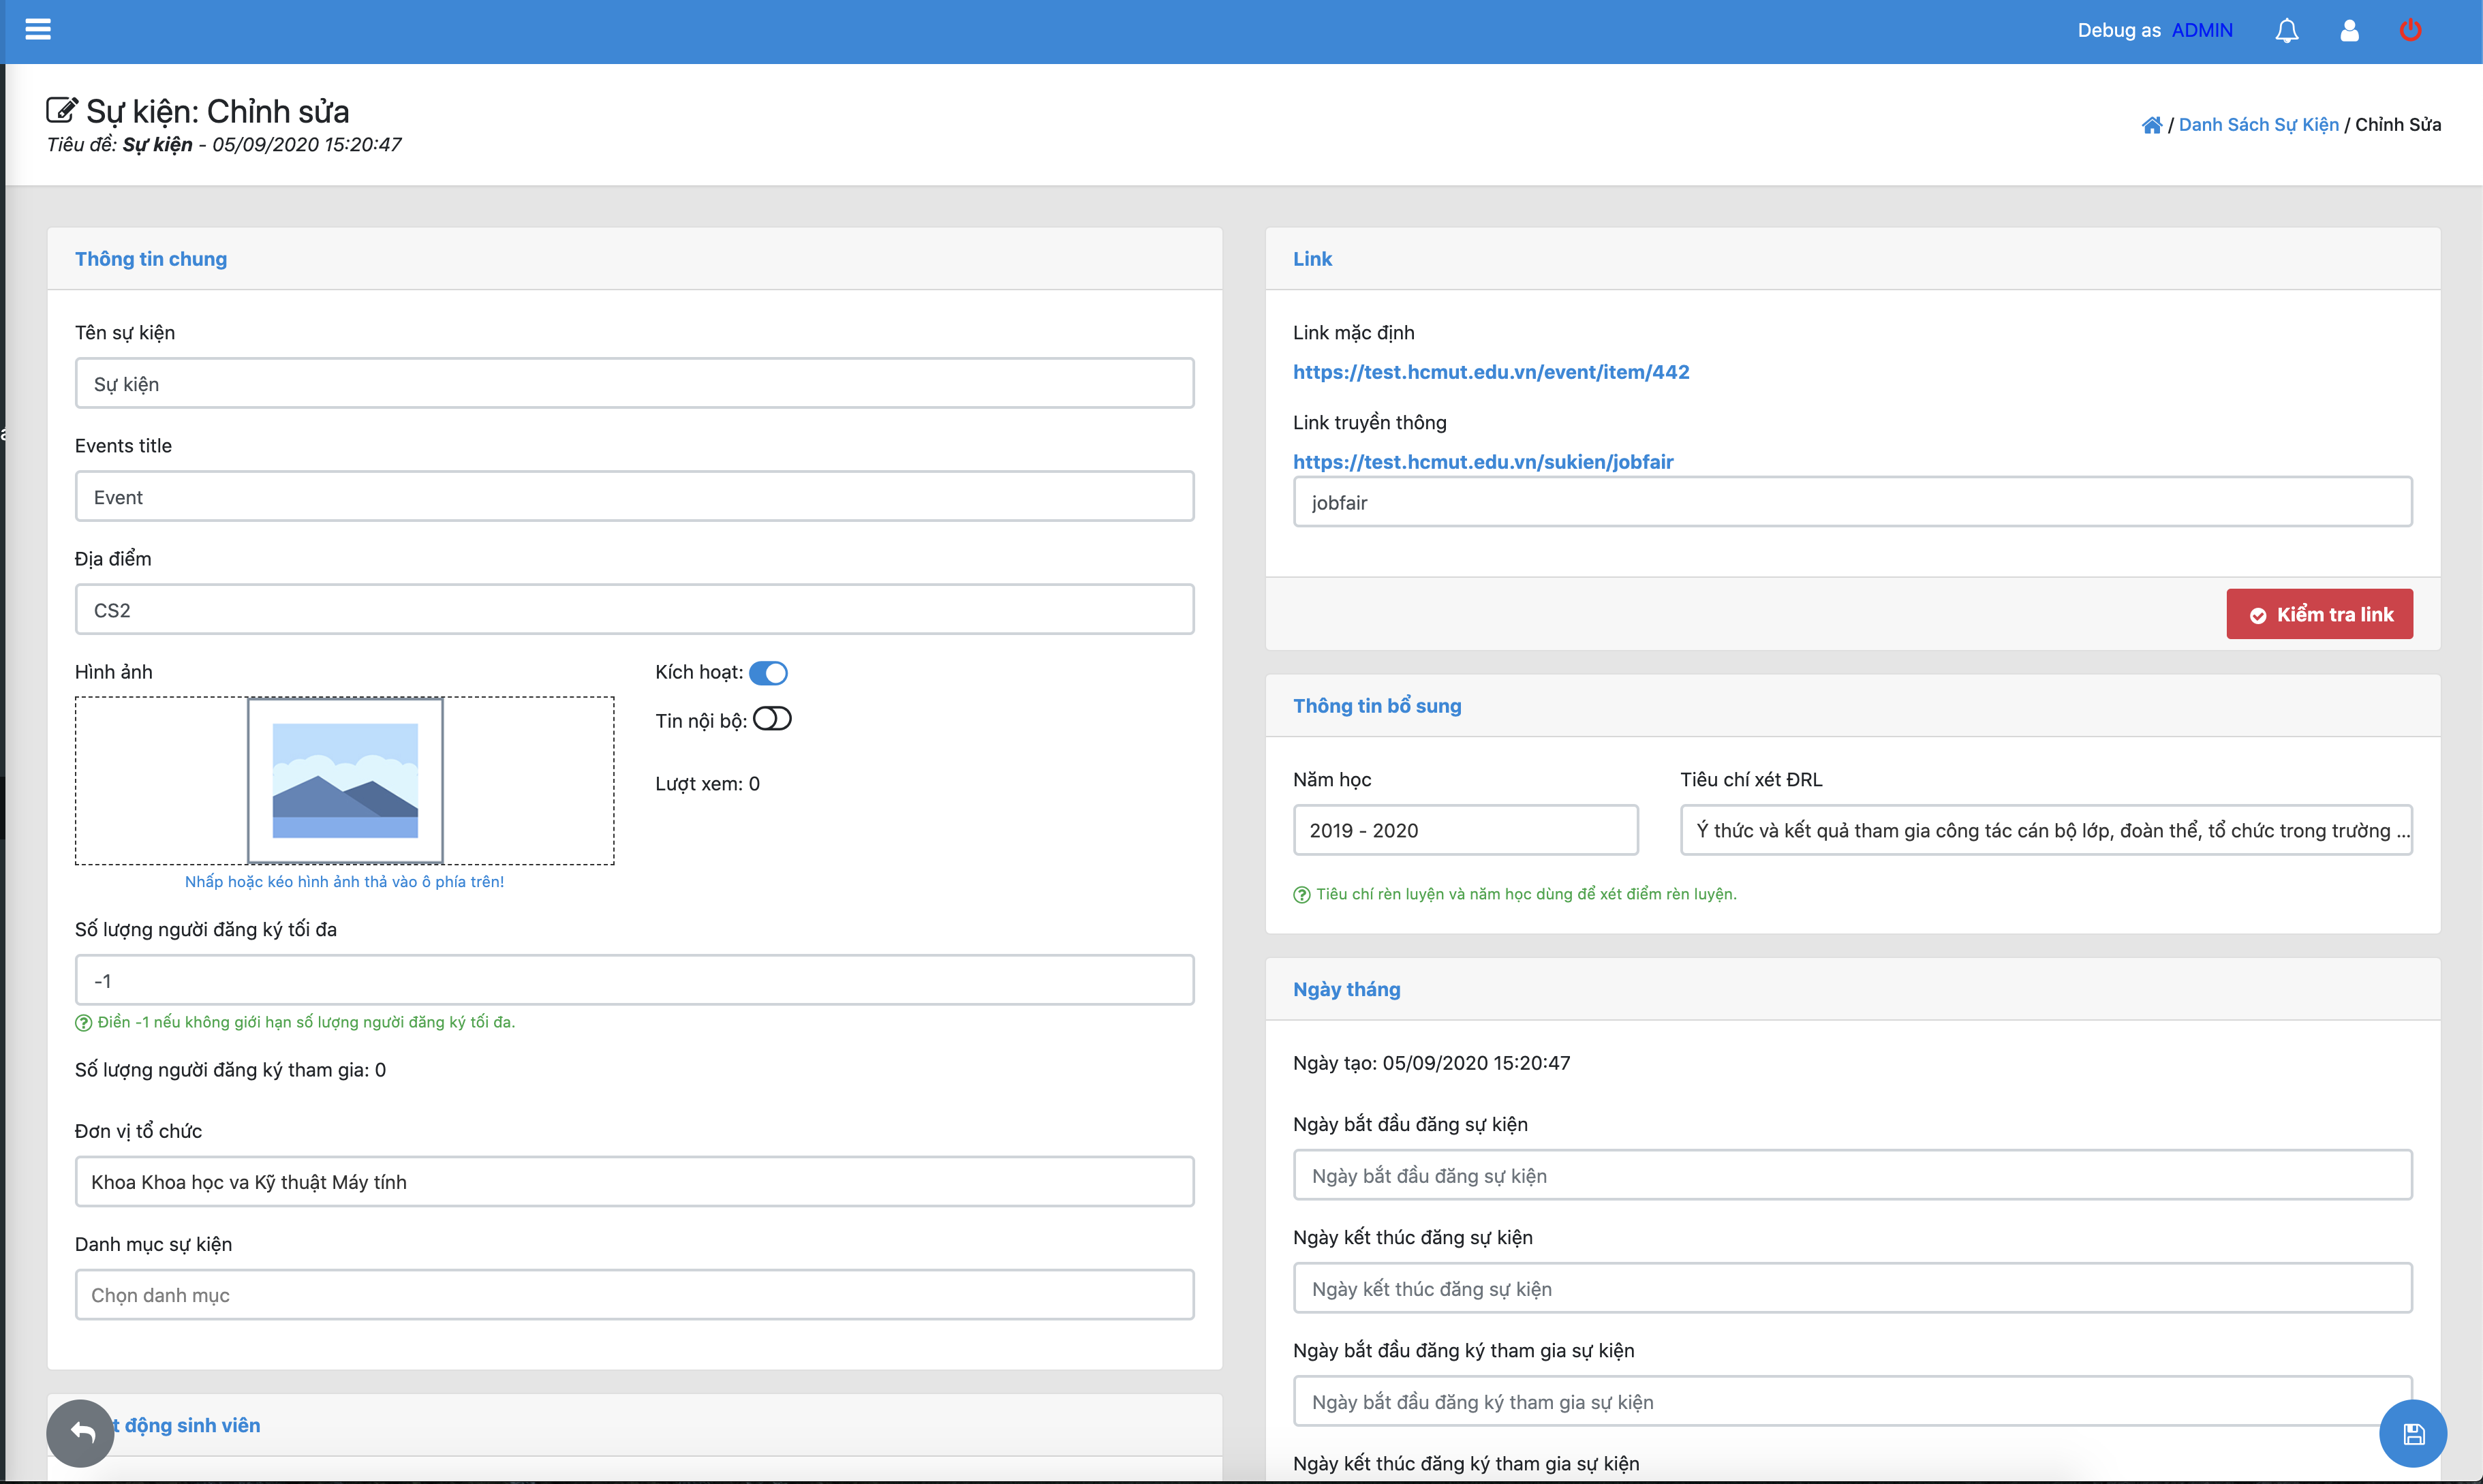 Debug as ADMIN
Sự kiện: Chỉnh sửa
Tiêu đề: Sự kiện - 05/09/2020 15:20:47
/ Danh Sách Sự Kiện / Chỉnh Sửa
Thông tin chung
Tên sự kiện
Sự kiện
Events title
Event
Địa điểm
CS2
Hình ảnh
Kích hoạt:
Tin nội bộ:
Lượt xem: 0
Nhấp hoặc kéo hình ảnh thả vào ô phía trên!
Số lượng người đăng ký tối đa
-1
Điền -1 nếu không giới hạn số lượng người đăng ký tối đa.
Số lượng người đăng ký tham gia: 0
Đơn vị tổ chức
Khoa Khoa học va Kỹ thuật Máy tính
Danh mục sự kiện
Chọn danh mục
t động sinh viên
Link
Link mặc định
https://test.hcmut.edu.vn/event/item/442
Link truyền thông
https://test.hcmut.edu.vn/sukien/jobfair
jobfair
Kiểm tra link
Thông tin bổ sung
Năm học
Tiêu chí xét ĐRL
2019 - 2020
Ý thức và kết quả tham gia công tác cán bộ lớp, đoàn thể, tổ chức trong trường ...
Tiêu chí rèn luyện và năm học dùng để xét điểm rèn luyện.
Ngày tháng
Ngày tạo: 05/09/2020 15:20:47
Ngày bắt đầu đăng sự kiện
Ngày bắt đầu đăng sự kiện
Ngày kết thúc đăng sự kiện
Ngày kết thúc đăng sự kiện
Ngày bắt đầu đăng ký tham gia sự kiện
Ngày bắt đầu đăng ký tham gia sự kiện
Ngày kết thúc đăng ký tham gia sự kiện